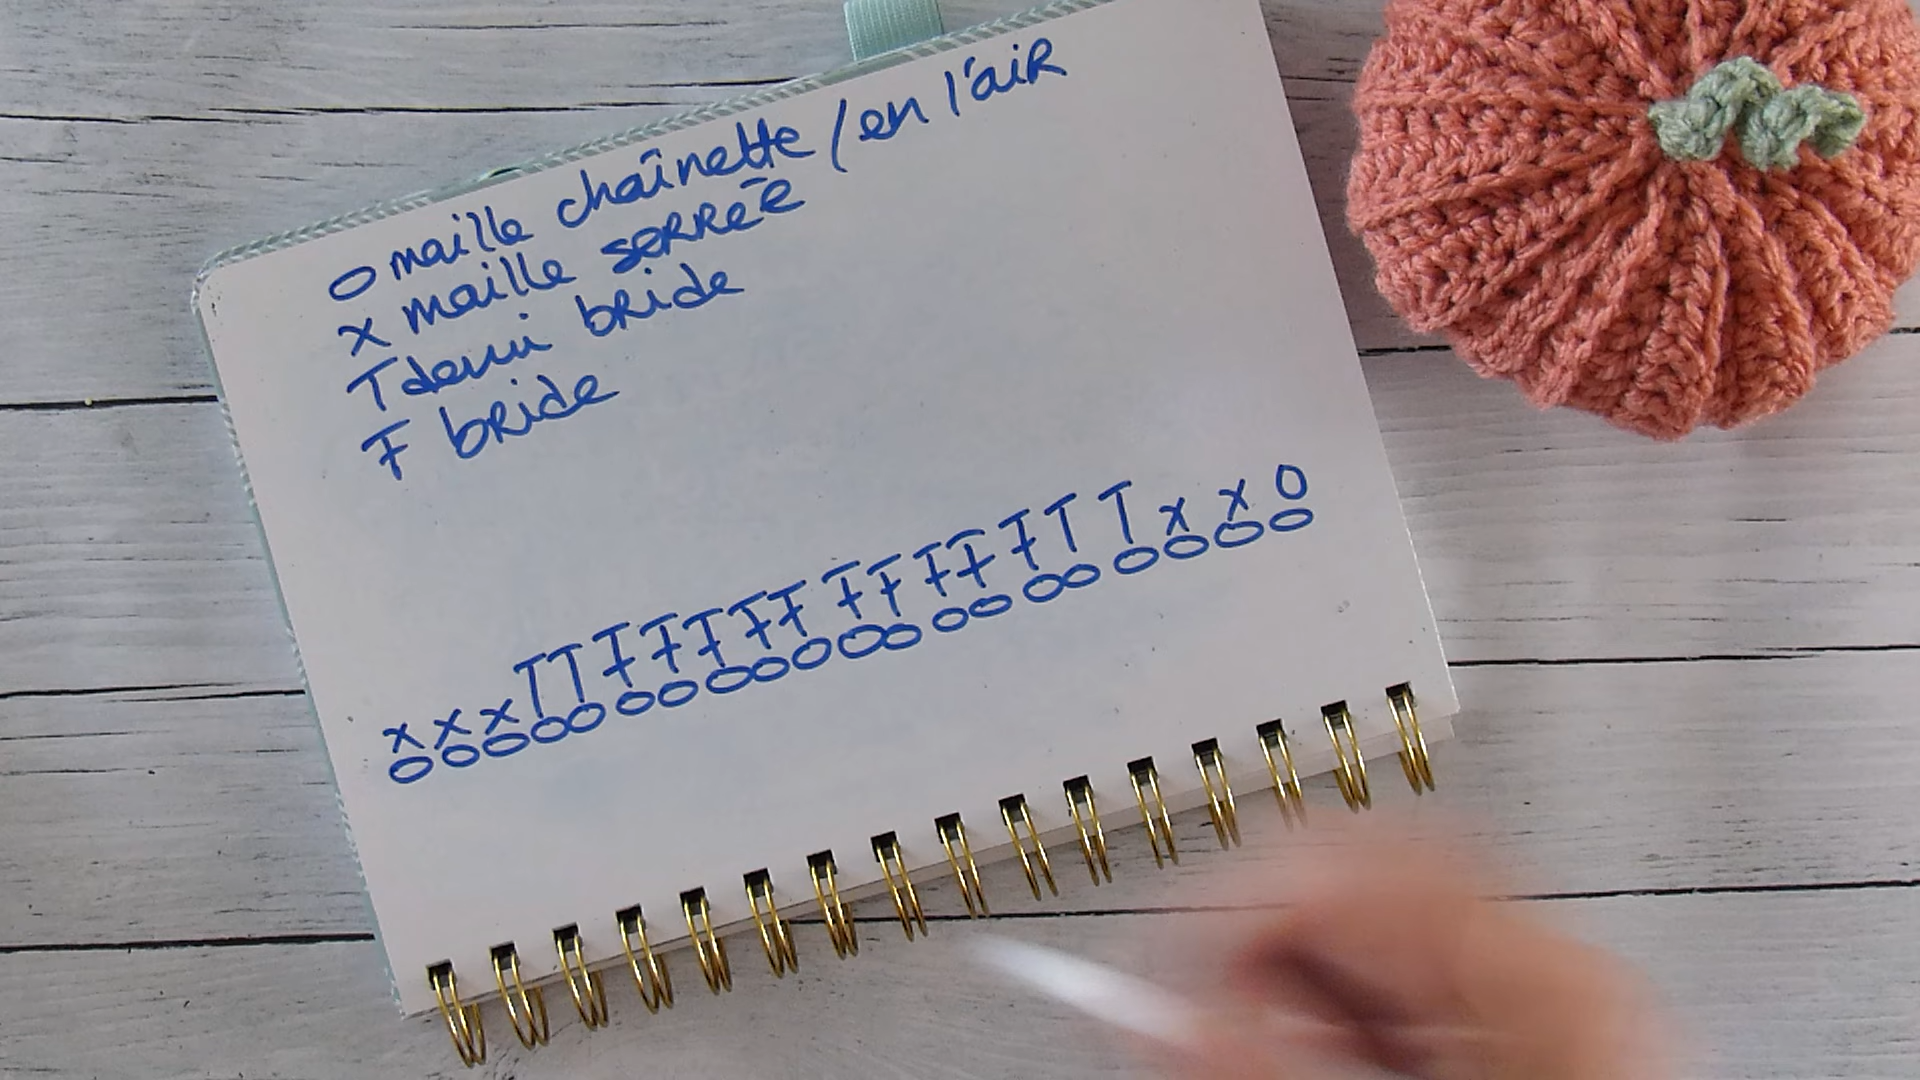 O maille chaînette / en l'air
x maille serrée
T demi bride
Ŧ bride
x x x T T Ŧ Ŧ Ŧ Ŧ Ŧ Ŧ Ŧ Ŧ Ŧ Ŧ T T x x O
O O O O O O O O O O O O O O O O O O O O